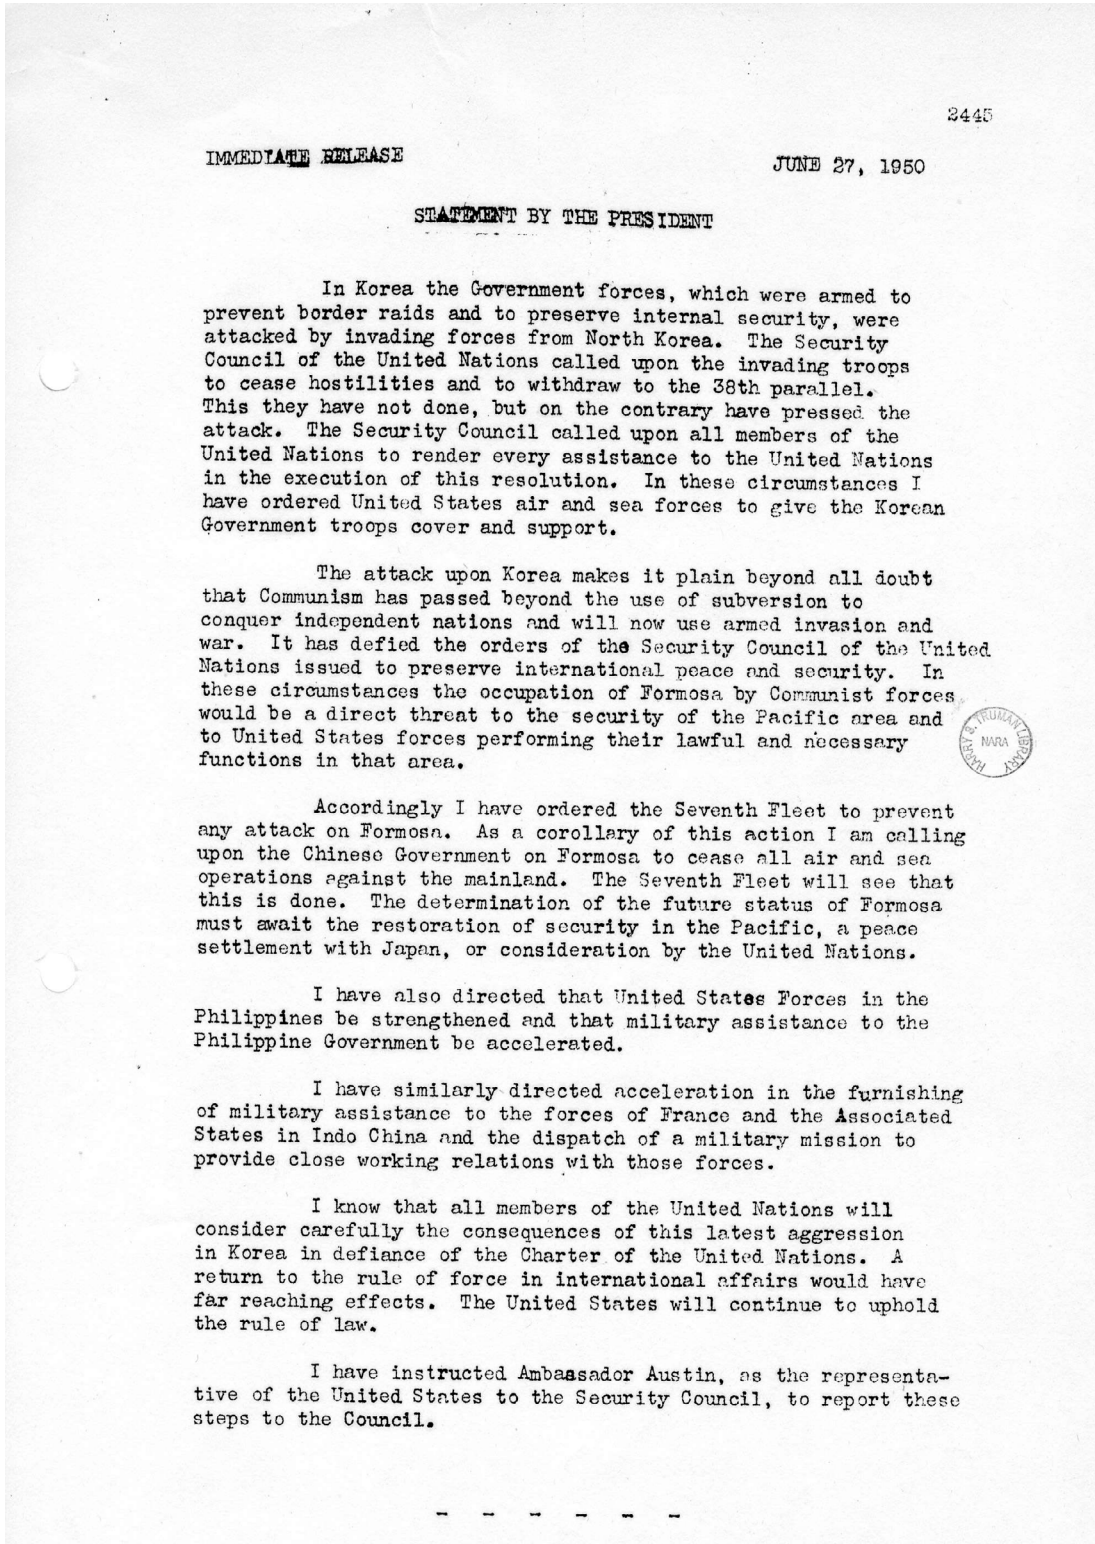 2445
IMMEDIATE RELEASE
JUNE 27, 1950
STATEMENT BY THE PRESIDENT
In Korea the Government forces, which were armed to
prevent border raids and to preserve internal security, were
attacked by invading forces from North Korea. The Security
Council of the United Nations called upon the invading troops
to cease hostilities and to withdraw to the 38th parallel.
This they have not done, but on the contrary have pressed the
attack. The Security Council called upon all members of the
United Nations to render every assistance to the United Nations
in the execution of this resolution. In these circumstances I
have ordered United States air and sea forces to give the Korean
Government troops cover and support.
The attack upon Korea makes it plain beyond all doubt
that Communism has passed beyond the use of subversion to
conquer independent nations and will now use armed invasion and
war. It has defied the orders of the Security Council of the United
Nations issued to preserve international peace and security. In
these circumstances the occupation of Formosa by Communist forces
would be a direct threat to the security of the Pacific area and
to United States forces performing their lawful and necessary
functions in that area.
HARRY S. TRUMAN LIBRARY
NARA
Accordingly I have ordered the Seventh Fleet to prevent
any attack on Formosa. As a corollary of this action I am calling
upon the Chinese Government on Formosa to cease all air and sea
operations against the mainland. The Seventh Fleet will see that
this is done. The determination of the future status of Formosa
must await the restoration of security in the Pacific, a peace
settlement with Japan, or consideration by the United Nations.
I have also directed that United States Forces in the
Philippines be strengthened and that military assistance to the
Philippine Government be accelerated.
I have similarly directed acceleration in the furnishing
of military assistance to the forces of France and the Associated
States in Indo China and the dispatch of a military mission to
provide close working relations with those forces.
I know that all members of the United Nations will
consider carefully the consequences of this latest aggression
in Korea in defiance of the Charter of the United Nations. A
return to the rule of force in international affairs would have
far reaching effects. The United States will continue to uphold
the rule of law.
I have instructed Ambassador Austin, as the representa-
tive of the United States to the Security Council, to report these
steps to the Council.
- - - - - -